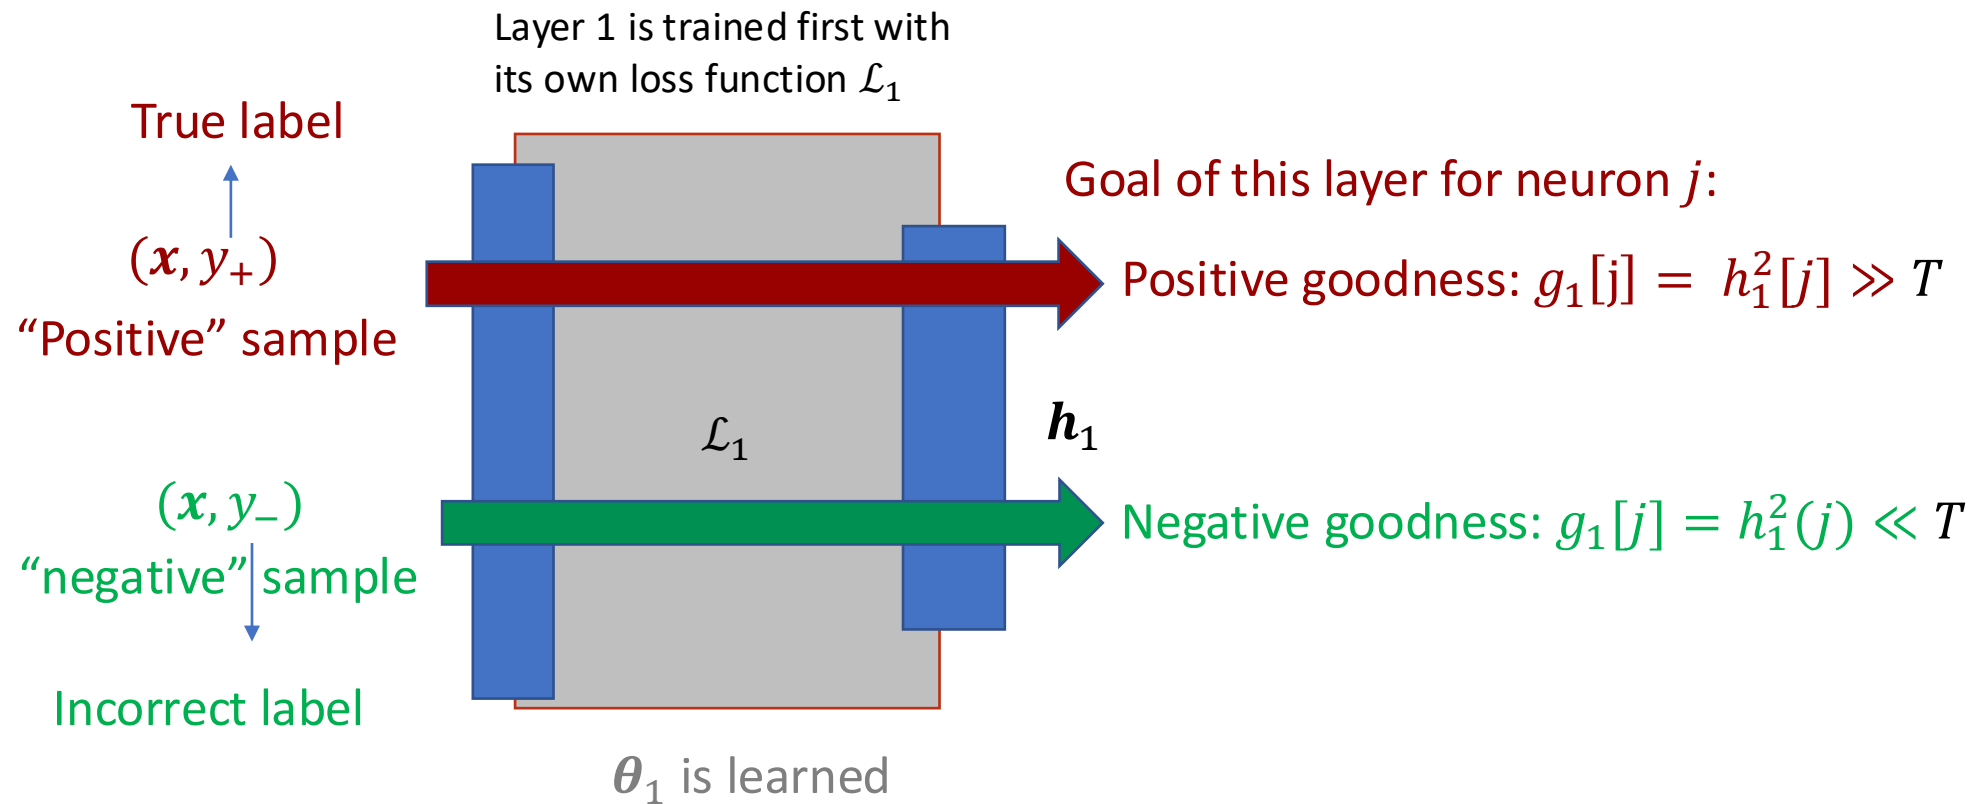 Layer 1 is trained first with
its own loss function ℒ₁
True label
(𝒙, y₊)
“Positive” sample
(𝒙, y₋)
“negative” sample
Incorrect label
ℒ₁
𝒉₁
Goal of this layer for neuron j:
Positive goodness: g₁[j] = h₁²[j] ≫ T
Negative goodness: g₁[j] = h₁²(j) ≪ T
𝜽₁ is learned